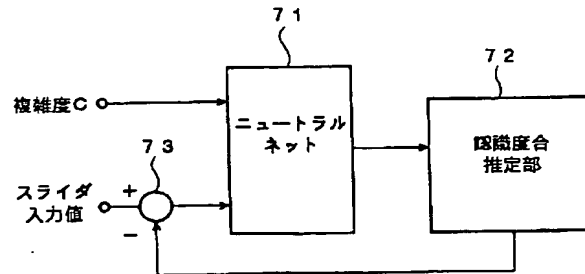 71
72
複雑度C
73
ニュートラル
ネット
認識度合
推定部
スライダ
入力値
+
−